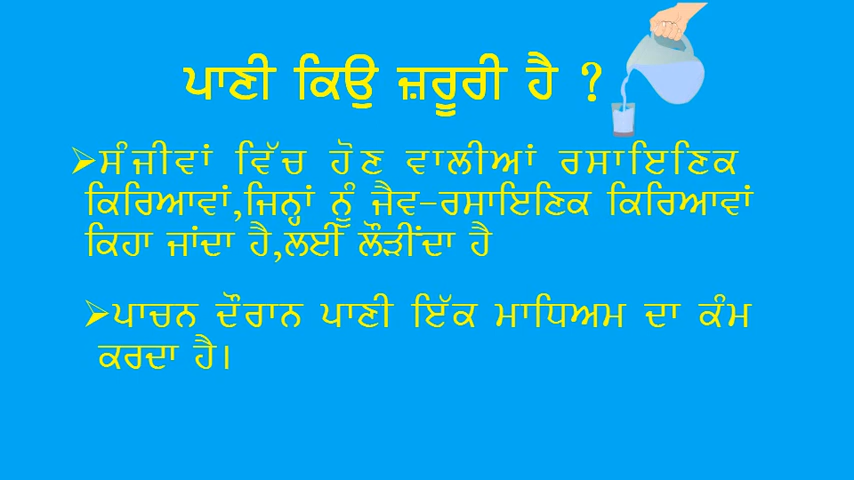 ਪਾਣੀ ਕਿਉ ਜ਼ਰੂਰੀ ਹੈ ?
➢ਸੰਜੀਵਾਂ ਵਿੱਚ ਹੋਣ ਵਾਲੀਆਂ ਰਸਾਇਣਿਕ
ਕਿਰਿਆਵਾਂ,ਜਿਨ੍ਹਾਂ ਨੂੰ ਜੈਵ-ਰਸਾਇਣਿਕ ਕਿਰਿਆਵਾਂ
ਕਿਹਾ ਜਾਂਦਾ ਹੈ,ਲਈ ਲੌੜੀਂਦਾ ਹੈ
➢ਪਾਚਨ ਦੌਰਾਨ ਪਾਣੀ ਇੱਕ ਮਾਧਿਅਮ ਦਾ ਕੰਮ
ਕਰਦਾ ਹੈ।